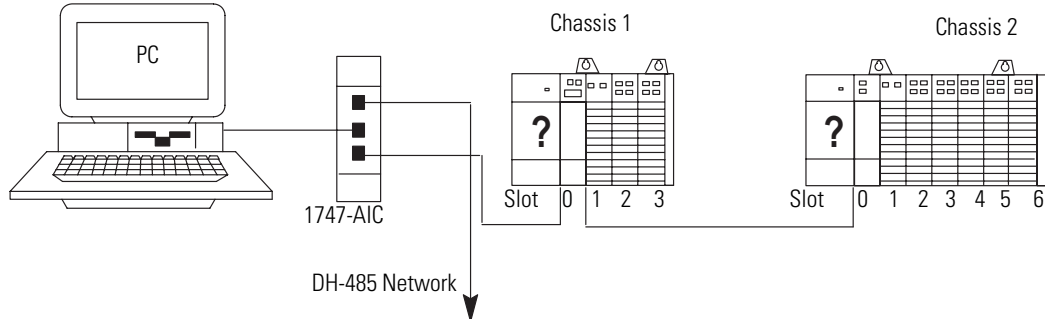 PC
Chassis 1
Chassis 2
?
?
Slot 0 1 2 3
Slot 0 1 2 3 4 5 6
1747-AIC
DH-485 Network